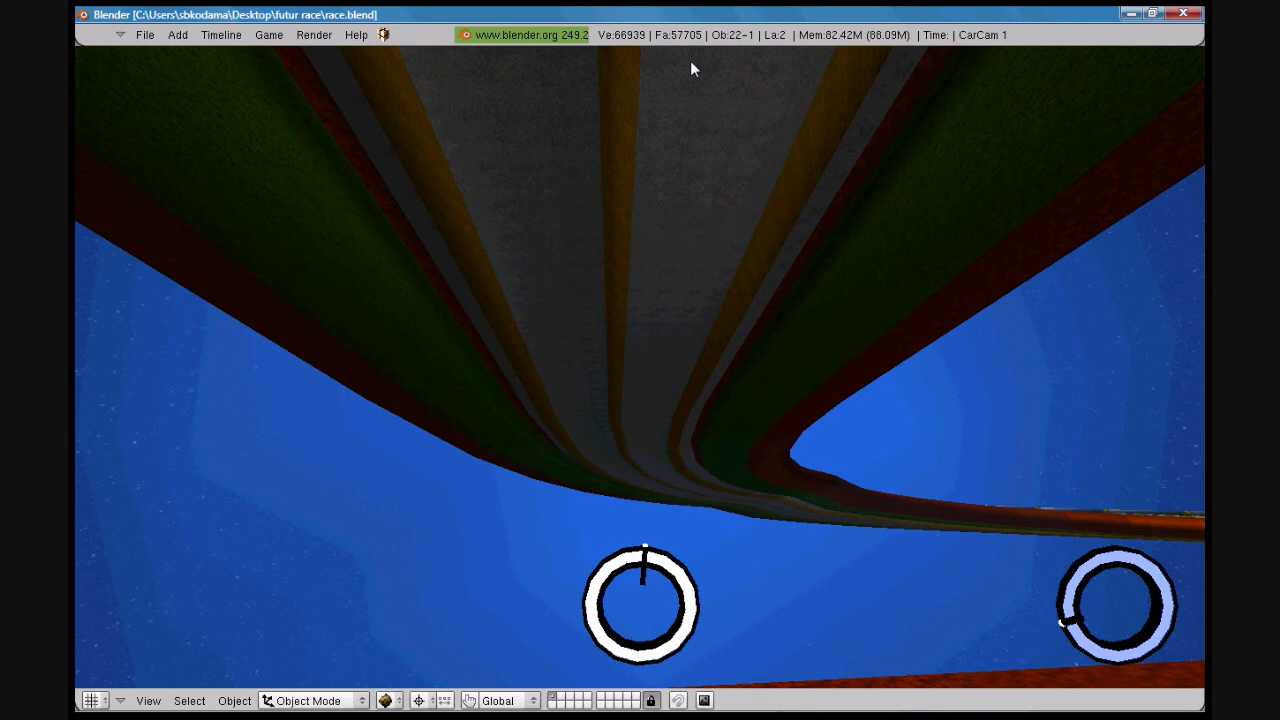 Blender [C:\Users\sbkodama\Desktop\futur race\race.blend]
File Add Timeline Game Render Help www.blender.org 249.2 Ve:66939 | Fa:57705 | Ob:22-1 | La:2 | Mem:82.42M (88.09M) | Time: | CarCam 1
View Select Object Object Mode Global